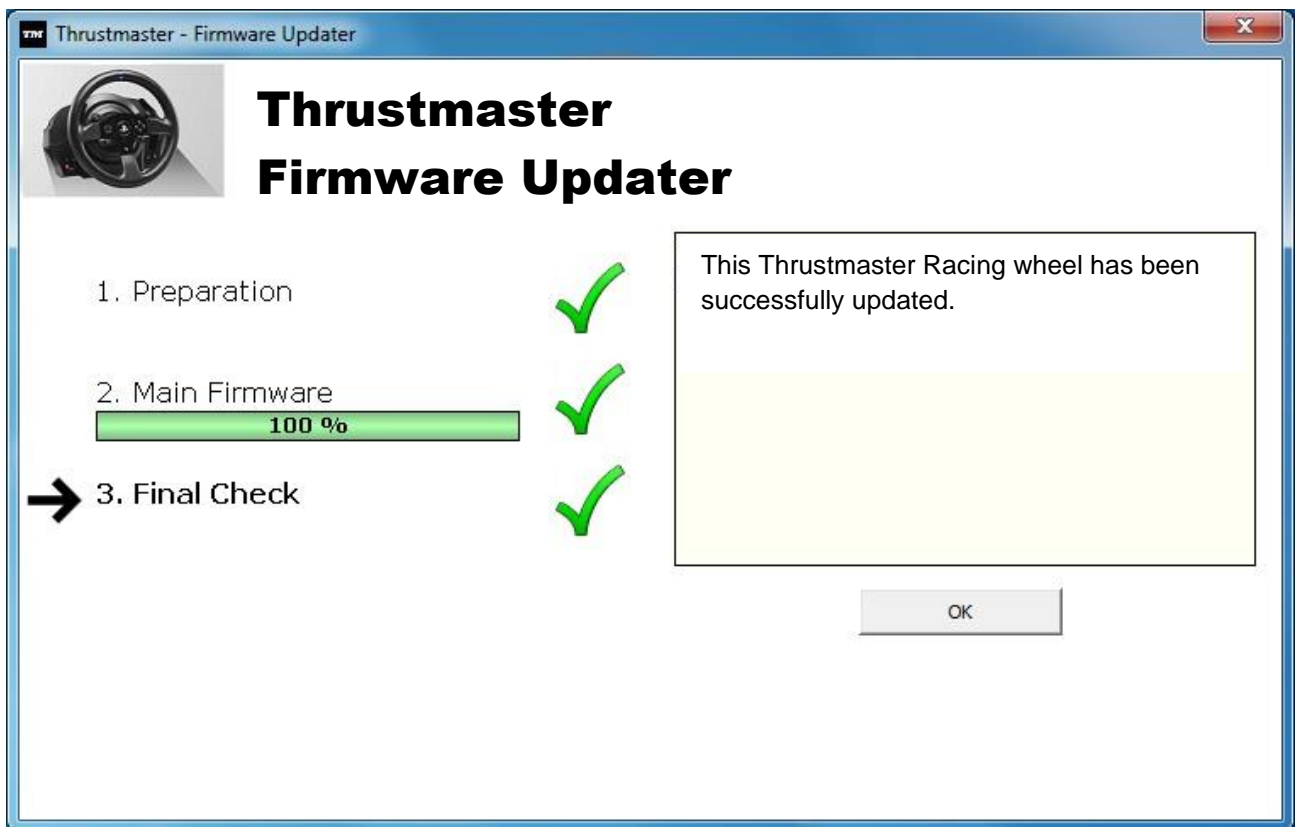 TM Thrustmaster - Firmware Updater
Thrustmaster
Firmware Updater
1. Preparation
2. Main Firmware
100 %
3. Final Check
This Thrustmaster Racing wheel has been
successfully updated.
OK